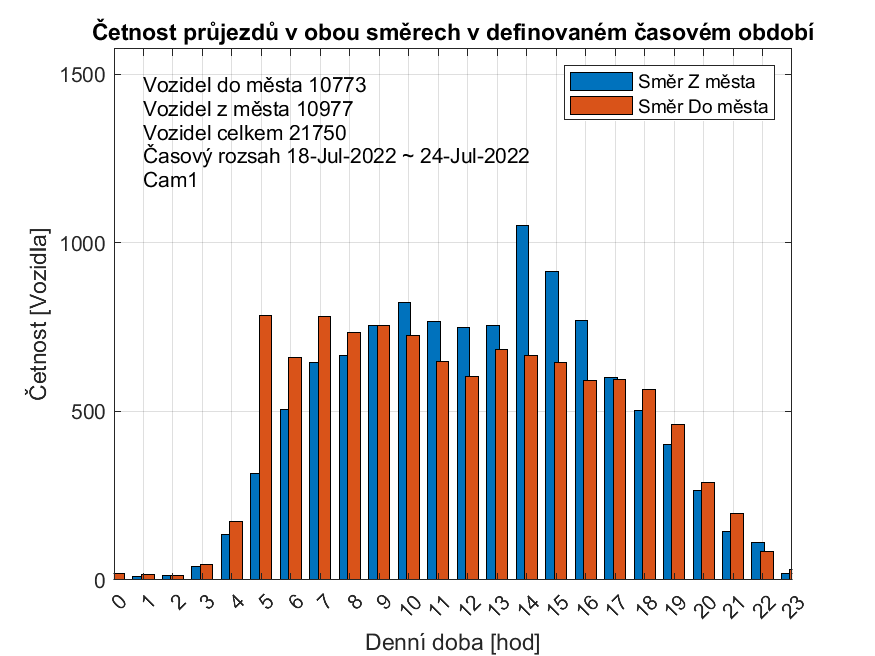 Četnost průjezdů v obou směrech v definovaném časovém období
Vozidel do města 10773
Vozidel z města 10977
Vozidel celkem 21750
Časový rozsah 18-Jul-2022 ~ 24-Jul-2022
Cam1
Směr Z města
Směr Do města
1500
1000
500
0
Četnost [Vozidla]
0 1 2 3 4 5 6 7 8 9 10 11 12 13 14 15 16 17 18 19 20 21 22 23
Denní doba [hod]